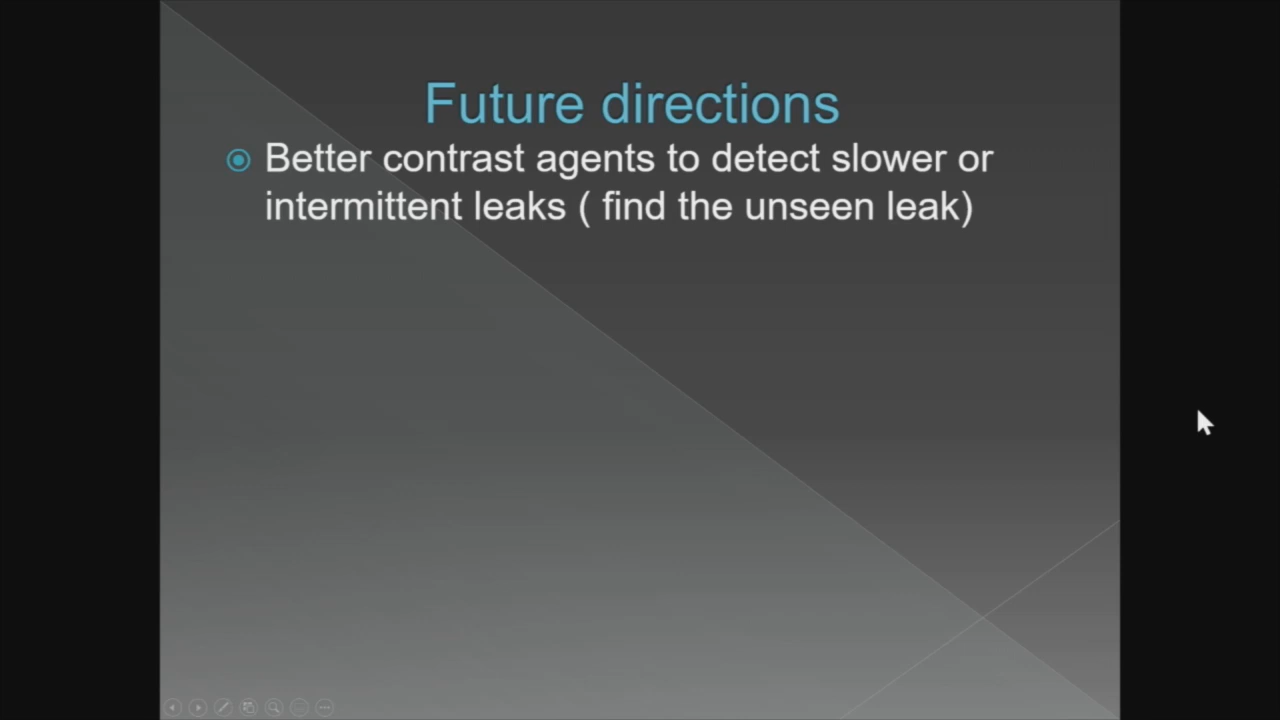 Future directions
Better contrast agents to detect slower or
intermittent leaks ( find the unseen leak)